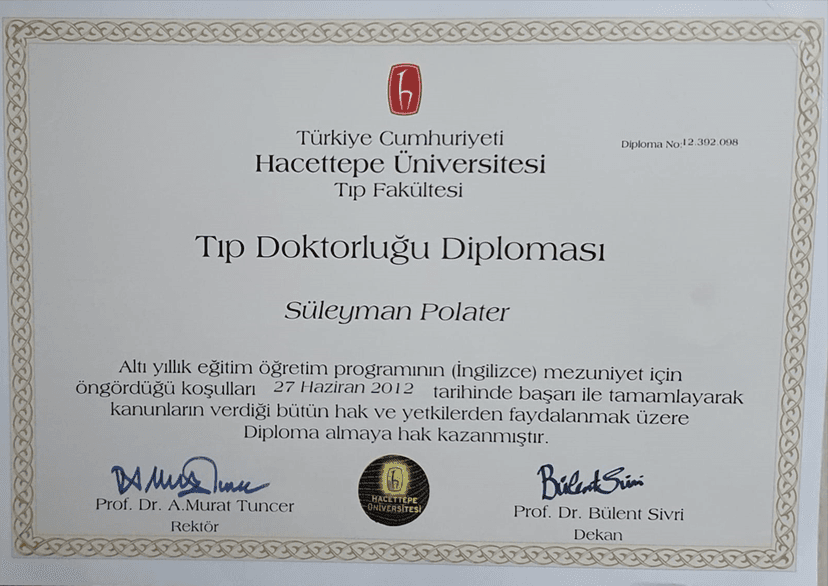 Türkiye Cumhuriyeti
Hacettepe Üniversitesi
Tıp Fakültesi
Diploma No:12.392.098
Tıp Doktorluğu Diploması
Süleyman Polater
Altı yıllık eğitim öğretim programının (İngilizce) mezuniyet için
öngördüğü koşulları 27 Haziran 2012 tarihinde başarı ile tamamlayarak
kanunların verdiği bütün hak ve yetkilerden faydalanmak üzere
Diploma almaya hak kazanmıştır.
Prof. Dr. A.Murat Tuncer
Rektör
HACETTEPE
ÜNİVERSİTESİ
Bülent Sivri
Prof. Dr. Bülent Sivri
Dekan